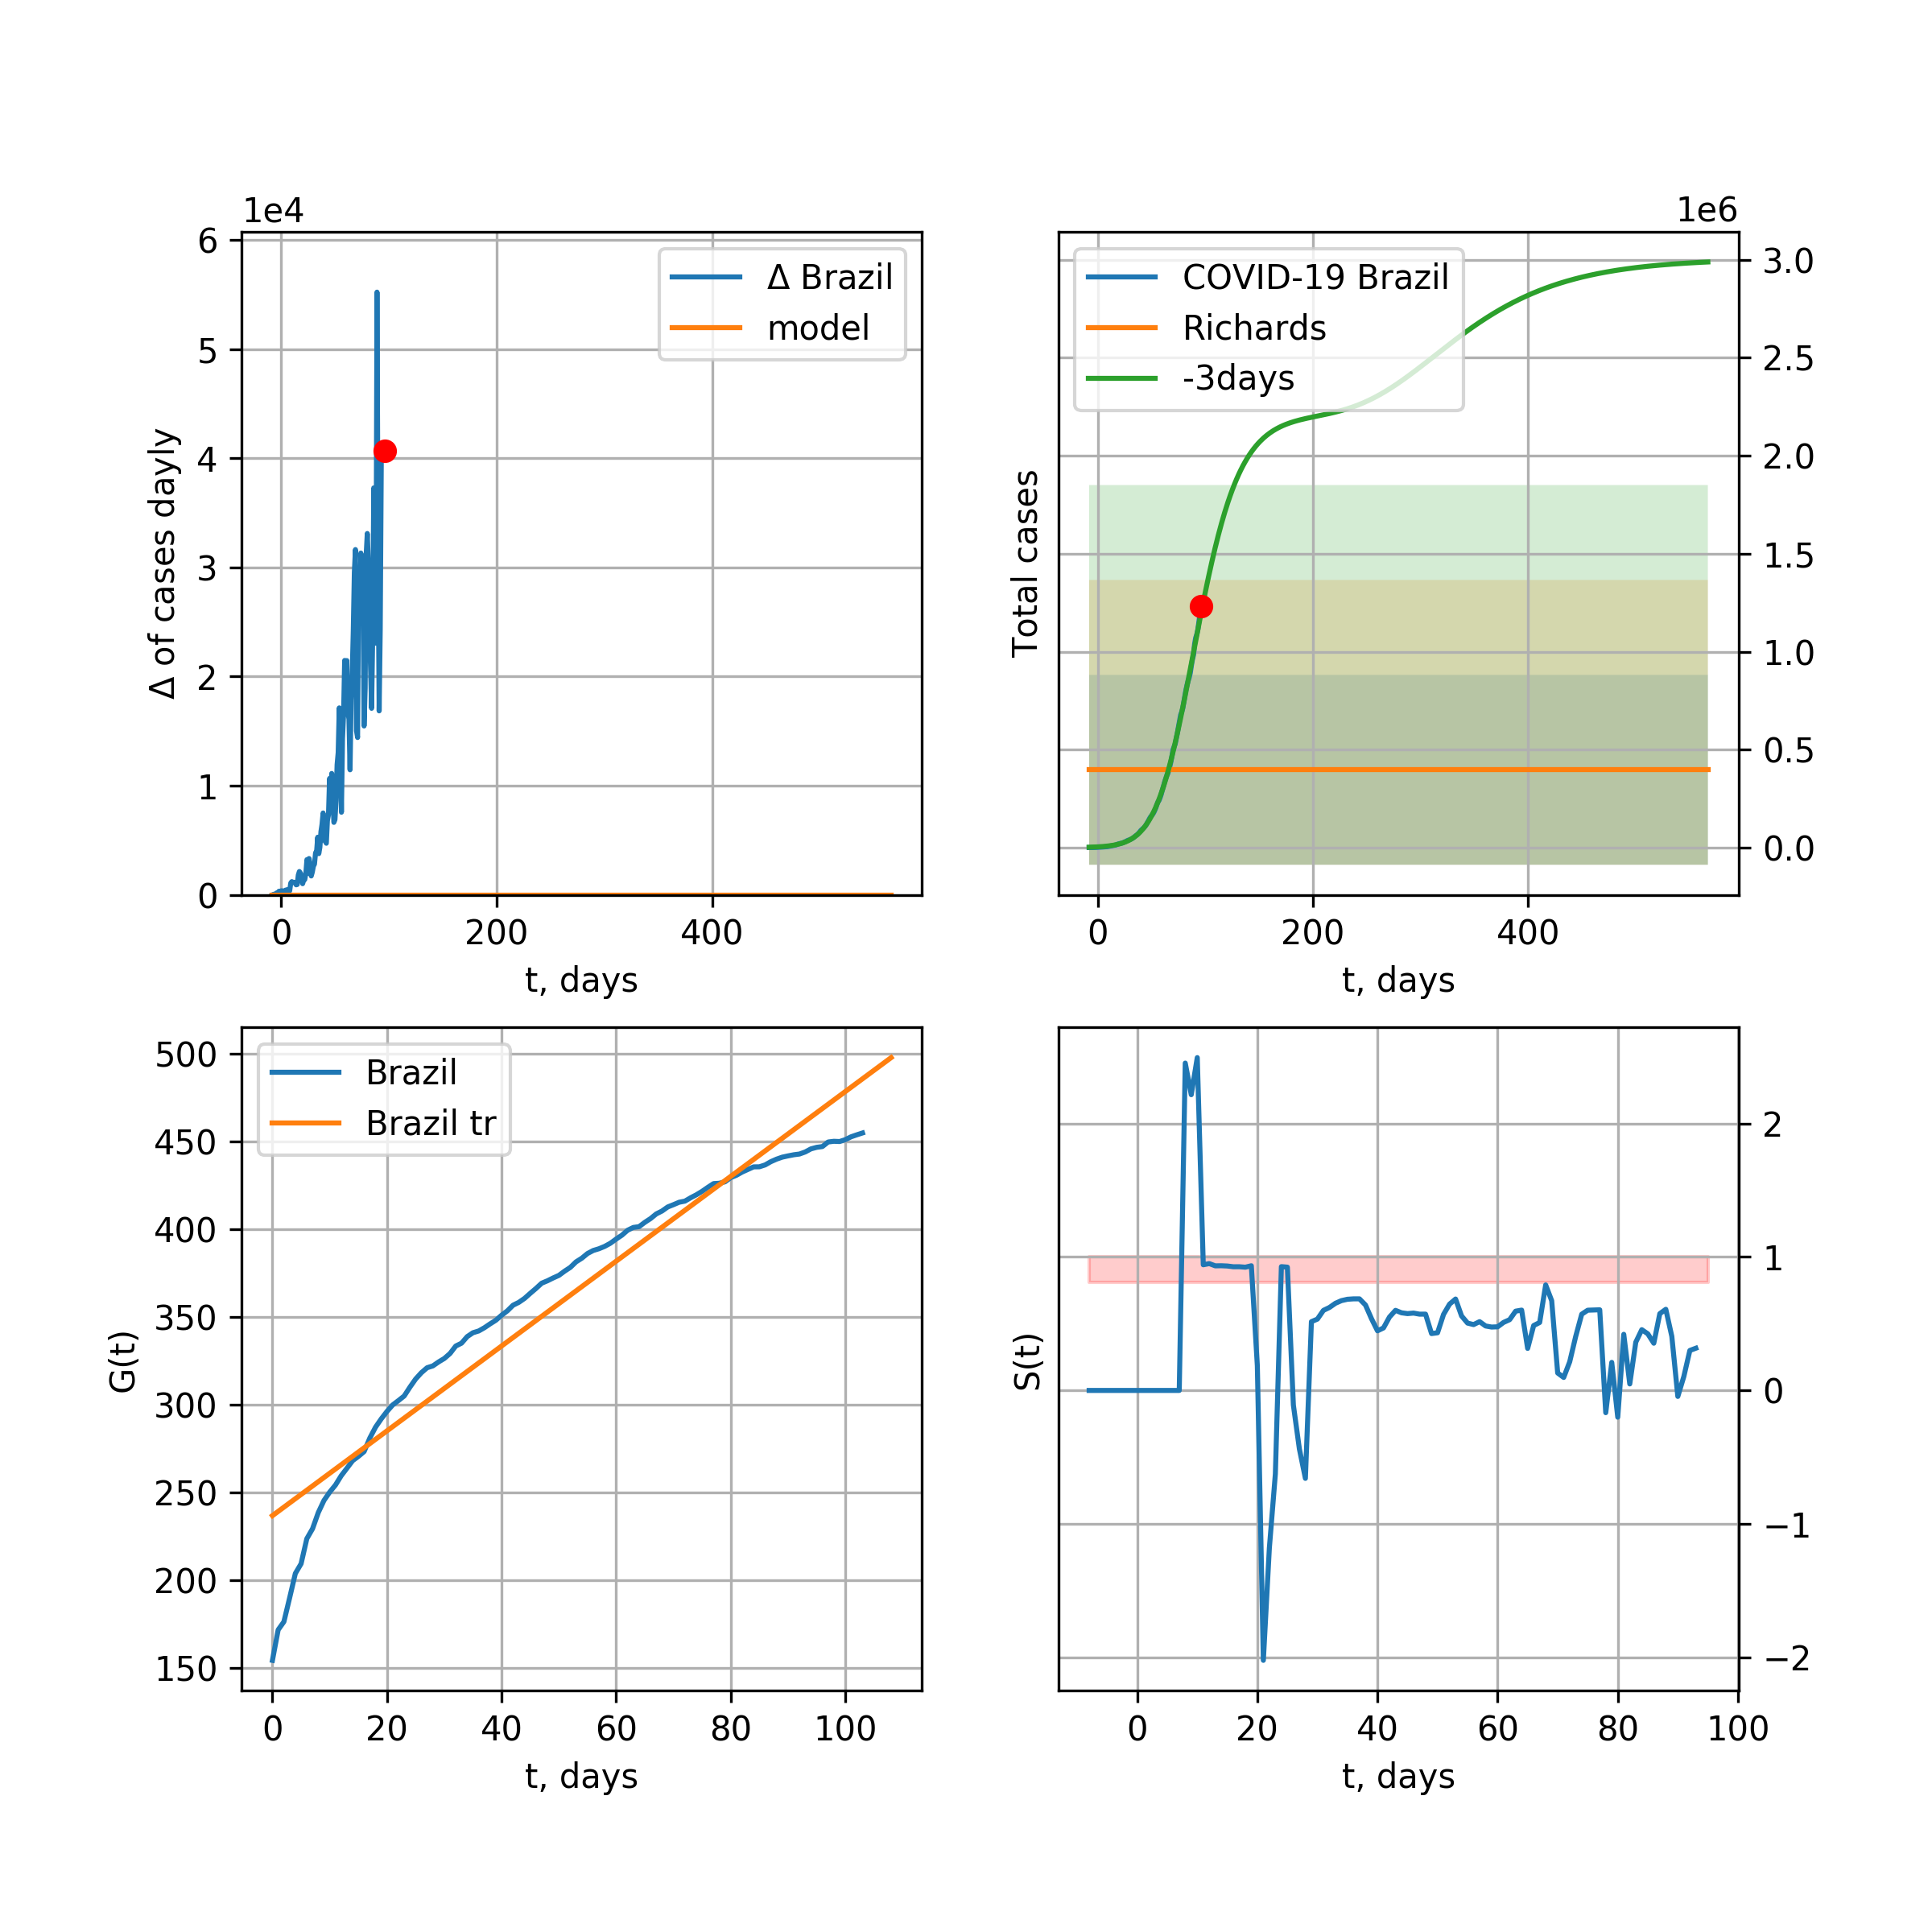 1e4
6
5
4
3
2
1
0
Δ of cases dayly
Δ Brazil
model
0 200 400
t, days
1e6
3.0
2.5
2.0
1.5
1.0
0.5
0.0
Total cases
COVID-19 Brazil
Richards
-3days
0 200 400
t, days
500
450
400
350
300
250
200
150
G(t)
Brazil
Brazil tr
0 20 40 60 80 100
t, days
2
1
0
−1
−2
S(t)
0 20 40 60 80 100
t, days